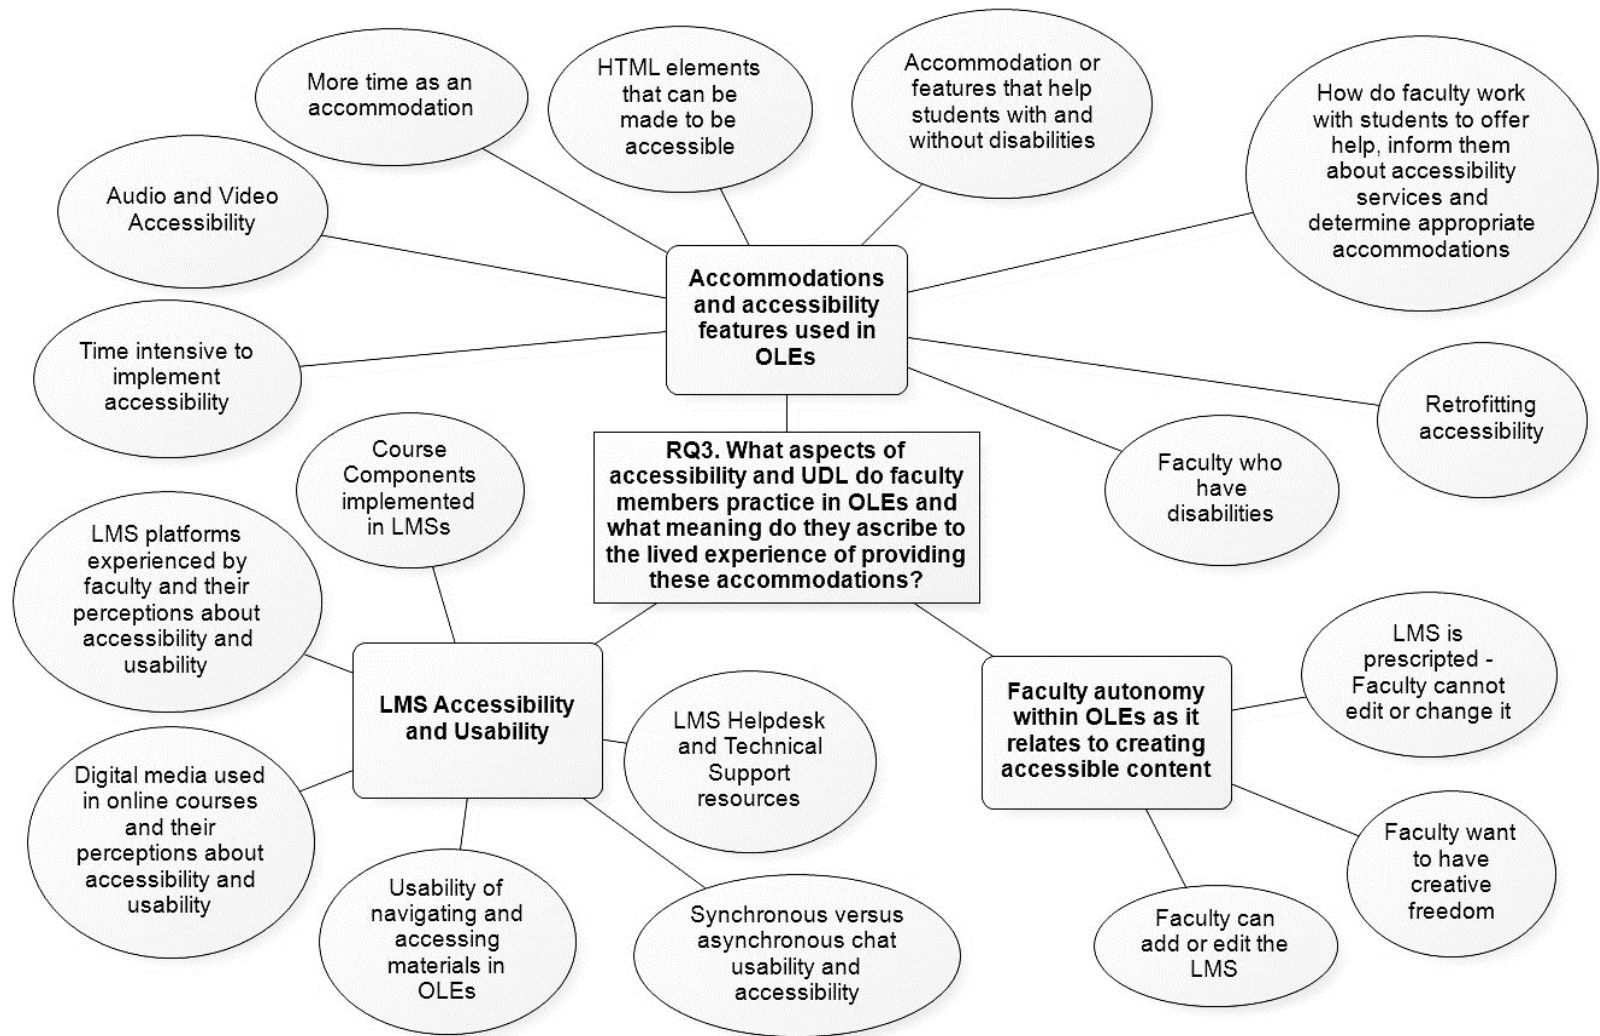 More time as an
accommodation
HTML elements
that can be
made to be
accessible
Accommodation or
features that help
students with and
without disabilities
How do faculty work
with students to offer
help, inform them
about accessibility
services and
determine appropriate
accommodations
Audio and Video
Accessibility
Accommodations
and accessibility
features used in
OLEs
Time intensive to
implement
accessibility
Retrofitting
accessibility
Course
Components
implemented
in LMSs
RQ3. What aspects of
accessibility and UDL do faculty
members practice in OLEs and
what meaning do they ascribe to
the lived experience of providing
these accommodations?
Faculty who
have
disabilities
LMS platforms
experienced by
faculty and their
perceptions about
accessibility and
usability
LMS is
prescripted -
Faculty cannot
edit or change it
LMS Accessibility
and Usability
LMS Helpdesk
and Technical
Support
resources
Faculty autonomy
within OLEs as it
relates to creating
accessible content
Digital media used
in online courses
and their
perceptions about
accessibility and
usability
Faculty want
to have
creative
freedom
Usability of
navigating and
accessing
materials in
OLEs
Synchronous versus
asynchronous chat
usability and
accessibility
Faculty can
add or edit the
LMS